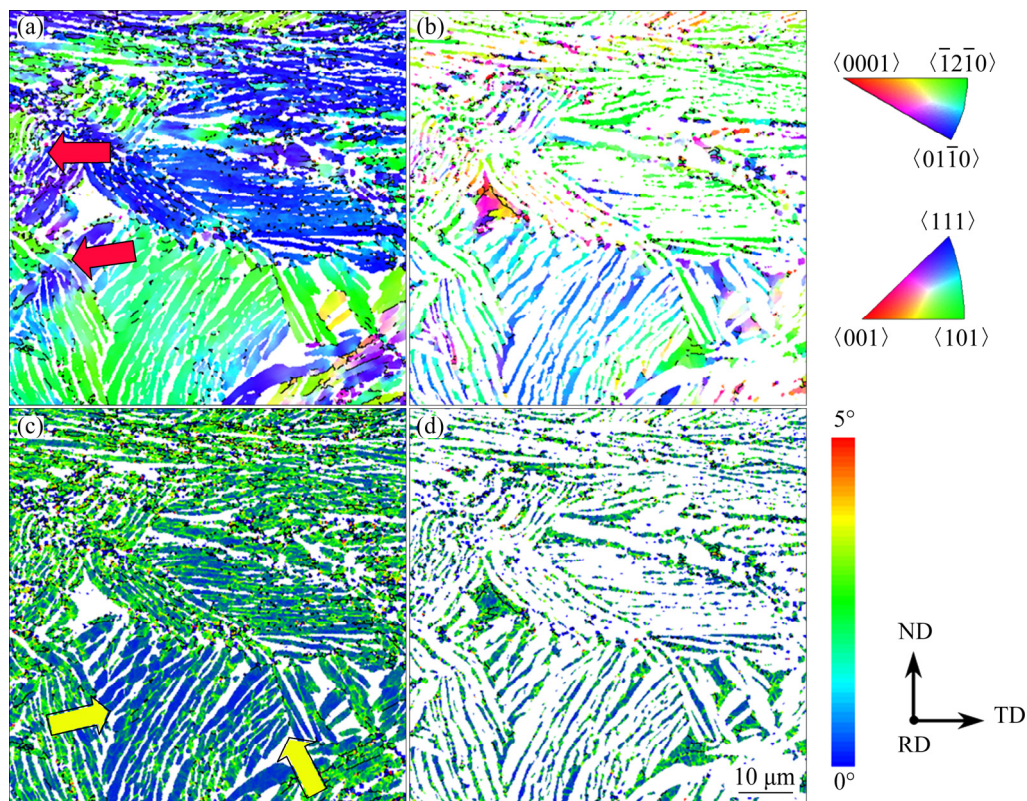 (a)
(b)
⟨0001⟩ ⟨1̅21̅0⟩
⟨011̅0⟩
⟨111⟩
⟨001⟩ ⟨101⟩
(c)
(d)
5°
0°
ND
TD
RD
10 μm